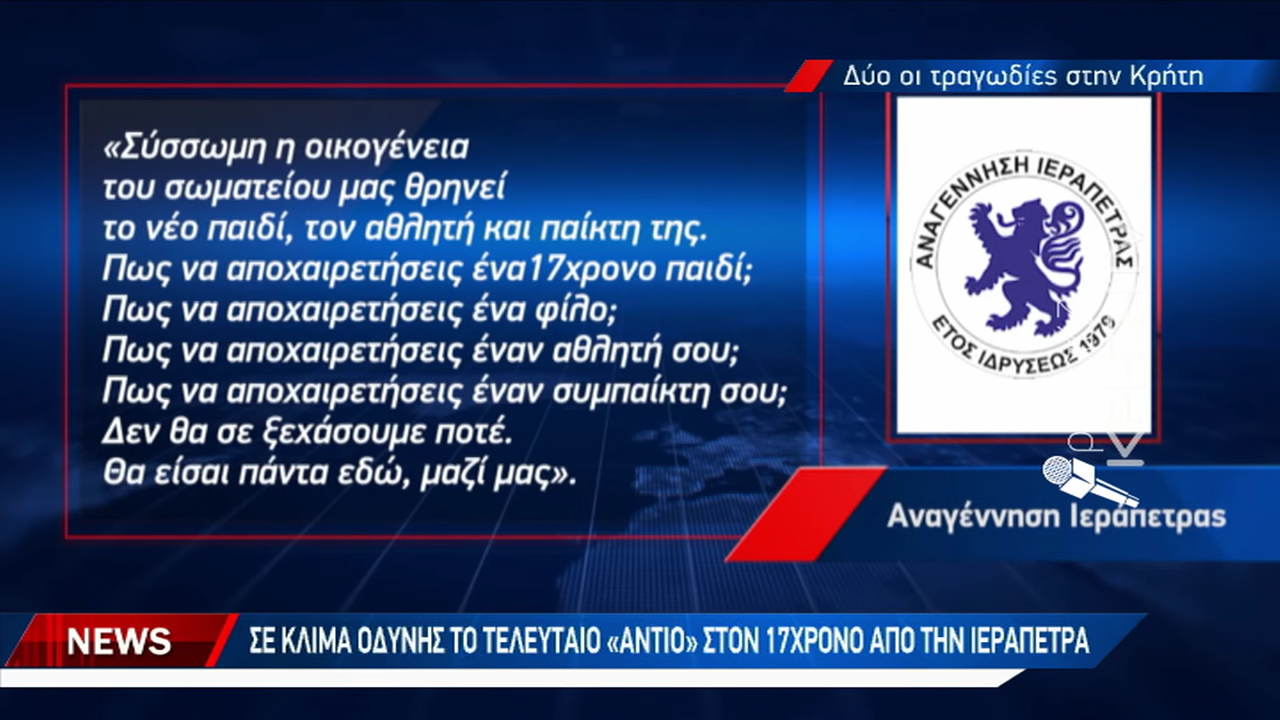 Δύο οι τραγωδίες στην Κρήτη
«Σύσσωμη η οικογένεια
του σωματείου μας θρηνεί
το νέο παιδί, τον αθλητή και παίκτη της.
Πως να αποχαιρετήσεις ένα17χρονο παιδί;
Πως να αποχαιρετήσεις ένα φίλο;
Πως να αποχαιρετήσεις έναν αθλητή σου;
Πως να αποχαιρετήσεις έναν συμπαίκτη σου;
Δεν θα σε ξεχάσουμε ποτέ.
Θα είσαι πάντα εδώ, μαζί μας».
ΑΝΑΓΕΝΝΗΣΗ ΙΕΡΑΠΕΤΡΑΣ
ΕΤΟΣ ΙΔΡΥΣΕΩΣ 1979
Αναγέννηση Ιεράπετρας
NEWS
ΣΕ ΚΛΙΜΑ ΟΔΥΝΗΣ ΤΟ ΤΕΛΕΥΤΑΙΟ «ΑΝΤΙΟ» ΣΤΟΝ 17ΧΡΟΝΟ ΑΠΟ ΤΗΝ ΙΕΡΑΠΕΤΡΑ